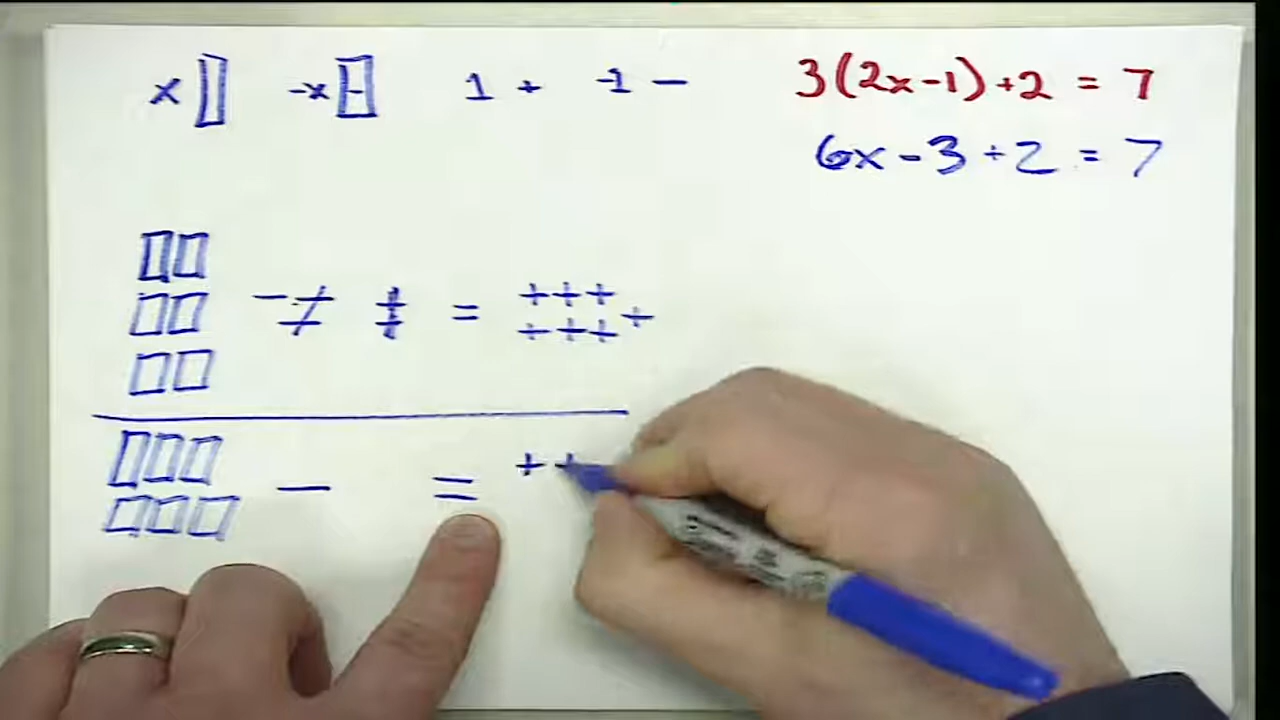 x -x 1 + -1 −
3(2x-1)+2 = 7
6x-3+2 = 7
− − − + + = + + + + + + +
− = + +